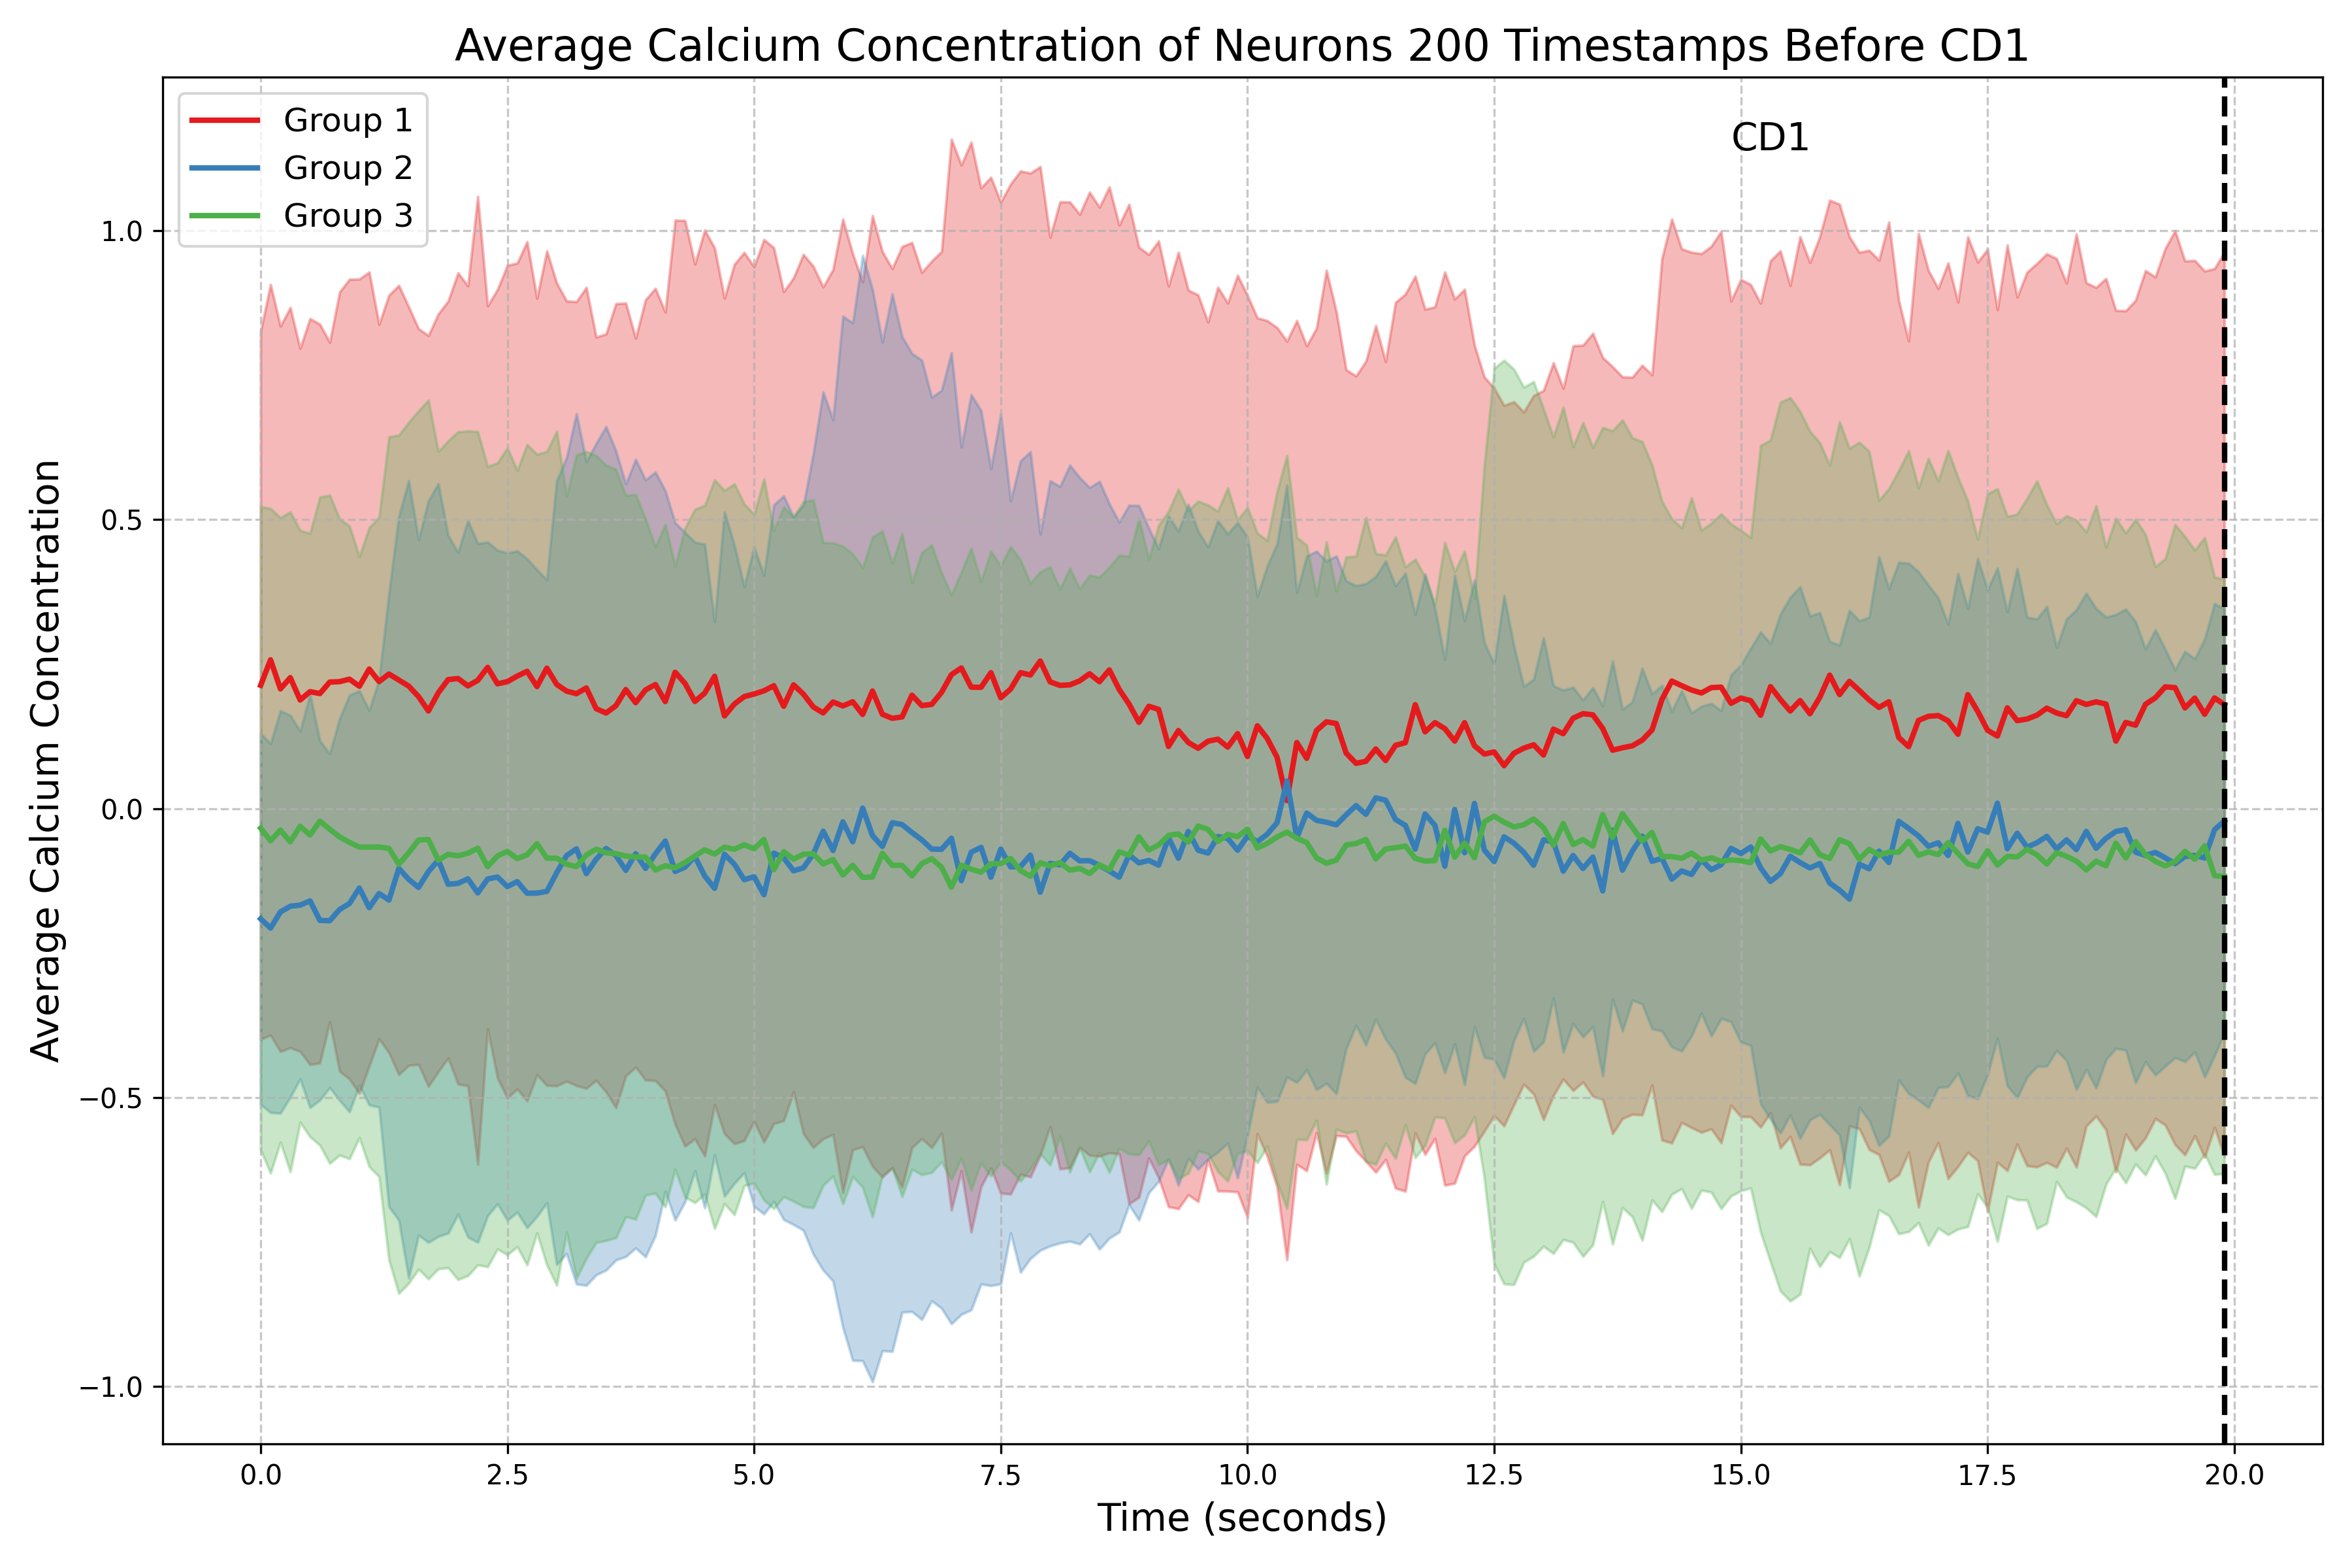 Average Calcium Concentration of Neurons 200 Timestamps Before CD1
Group 1
Group 2
Group 3
CD1
Average Calcium Concentration
1.0
0.5
0.0
−0.5
−1.0
0.0 2.5 5.0 7.5 10.0 12.5 15.0 17.5 20.0
Time (seconds)